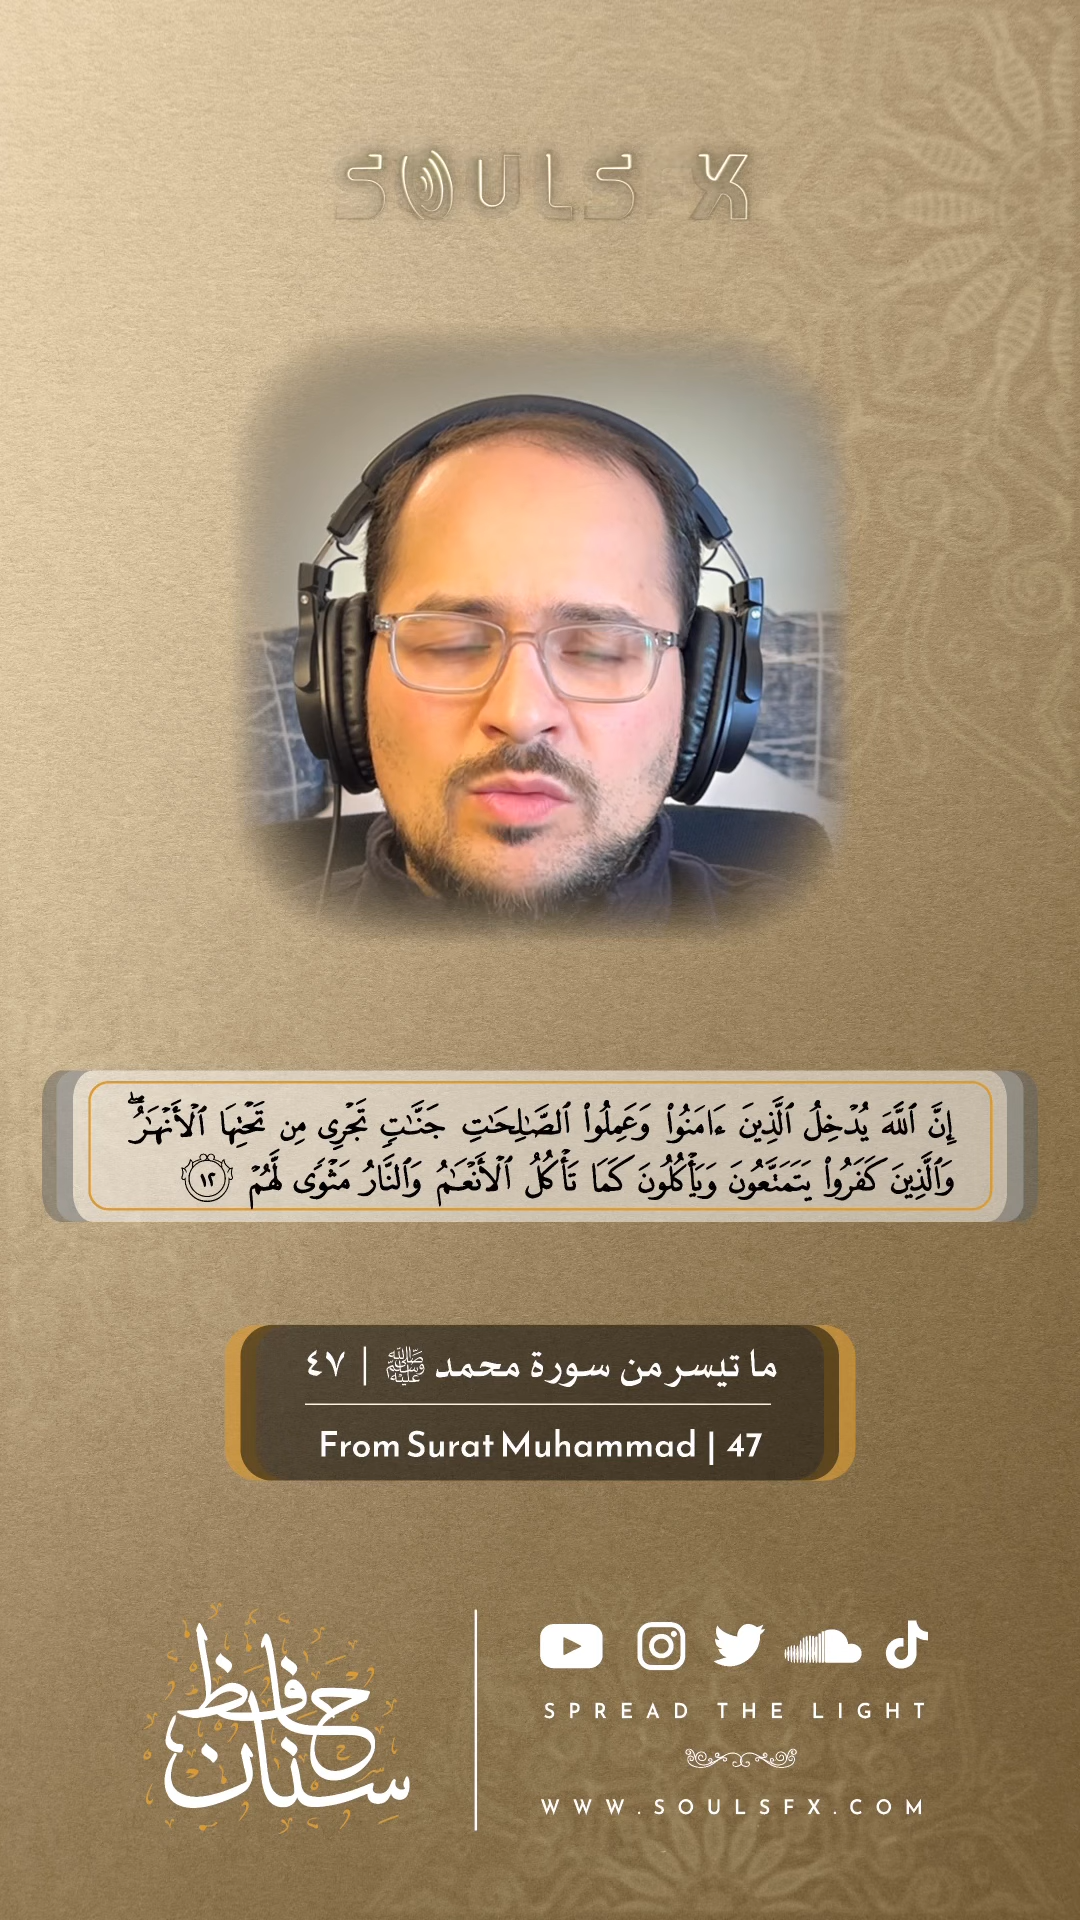 SOULS X
إِنَّ ٱللَّهَ يُدْخِلُ ٱلَّذِينَ ءَامَنُوا۟ وَعَمِلُوا۟ ٱلصَّـٰلِحَـٰتِ جَنَّـٰتٍ تَجْرِى مِن تَحْتِهَا ٱلْأَنْهَـٰرُ ۖ
وَٱلَّذِينَ كَفَرُوا۟ يَتَمَتَّعُونَ وَيَأْكُلُونَ كَمَا تَأْكُلُ ٱلْأَنْعَـٰمُ وَٱلنَّارُ مَثْوًى لَّهُمْ ١٢
ما تيسر من سورة محمد ﷺ | ٤٧
From Surat Muhammad | 47
حافظ
سنان
SPREAD THE LIGHT
WWW.SOULSFX.COM